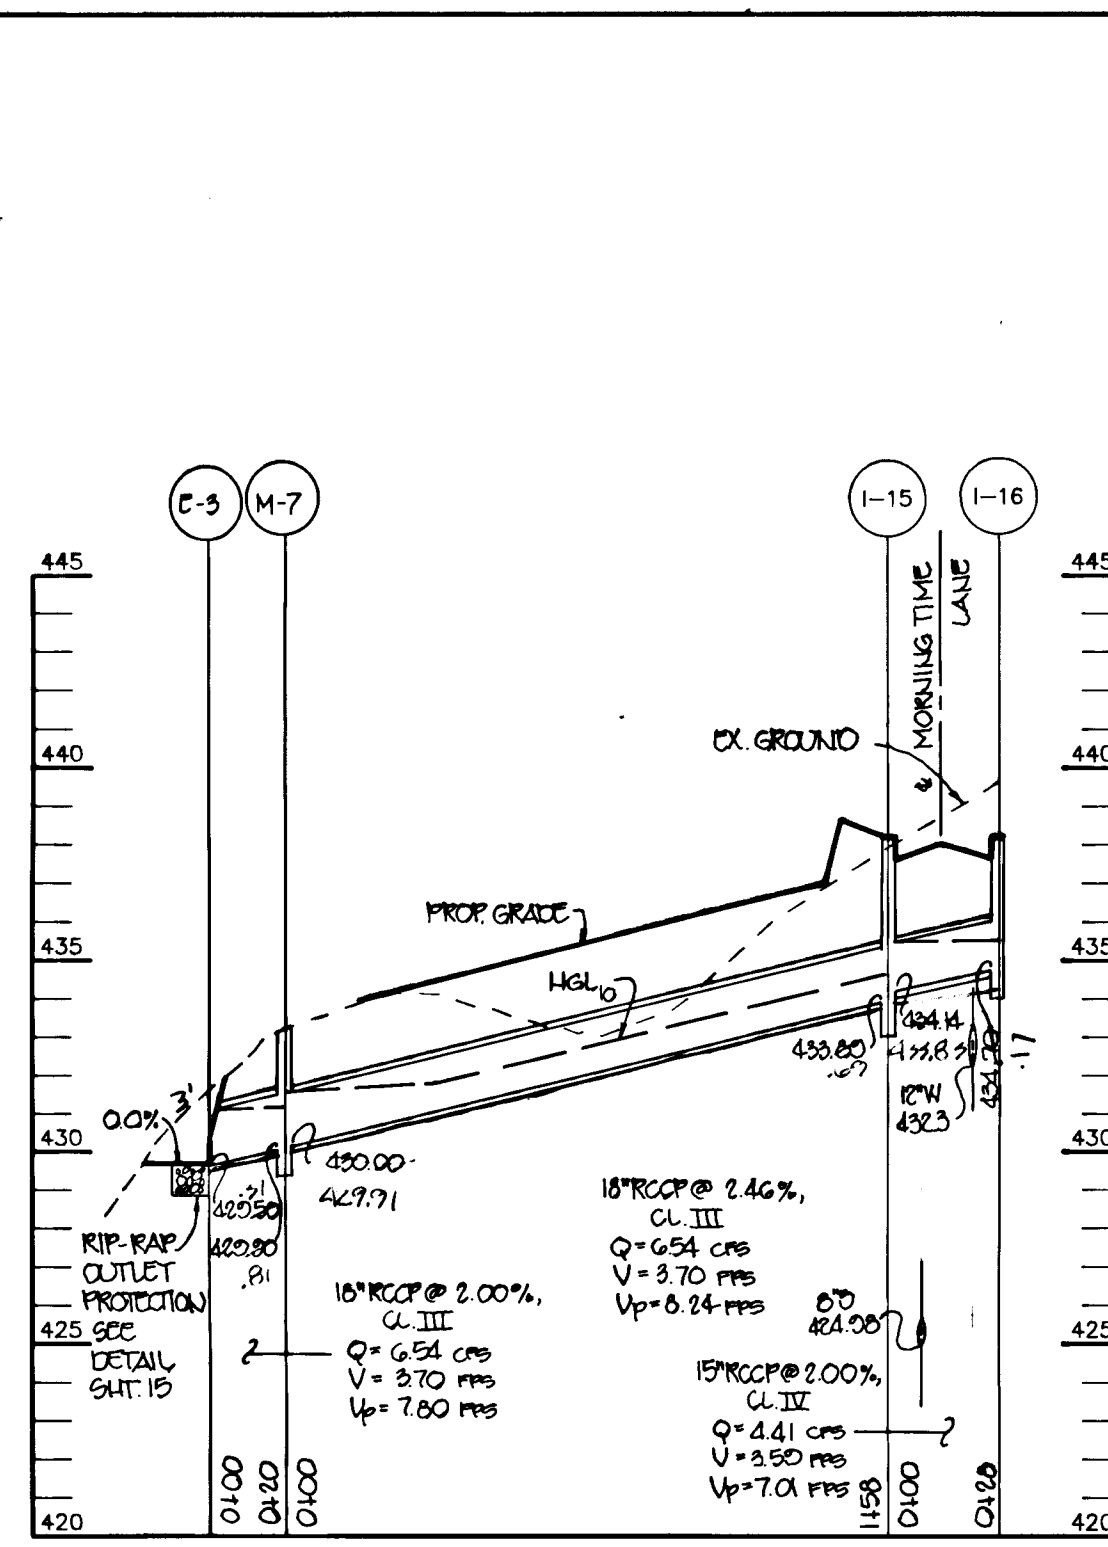 E-3
M-7
I-15
I-16
445
445
440
440
435
435
430
430
425
425
420
420
MORNING TIME
LANE
EX. GROUND
PROP. GRADE
HGL10
3'
0.0%
RIP-RAP
OUTLET
PROTECTION
SEE
DETAIL
SHT. 15
429.50
429.90
.81
430.00
429.91
433.80
.67
434.14
433.83
.17
12"W
432.3
18"RCCP @ 2.00%,
CL. III
Q= 6.54 CFS
V = 3.70 FPS
Vp= 7.80 FPS
18"RCCP @ 2.46%,
CL. III
Q= 6.54 CFS
V = 3.70 FPS
Vp= 8.24 FPS
8"S
424.98
15"RCCP @ 2.00%,
CL. IV
Q= 4.41 CFS
V = 3.59 FPS
Vp= 7.01 FPS
0+00
0+20
0+00
1+58
0+00
0+28